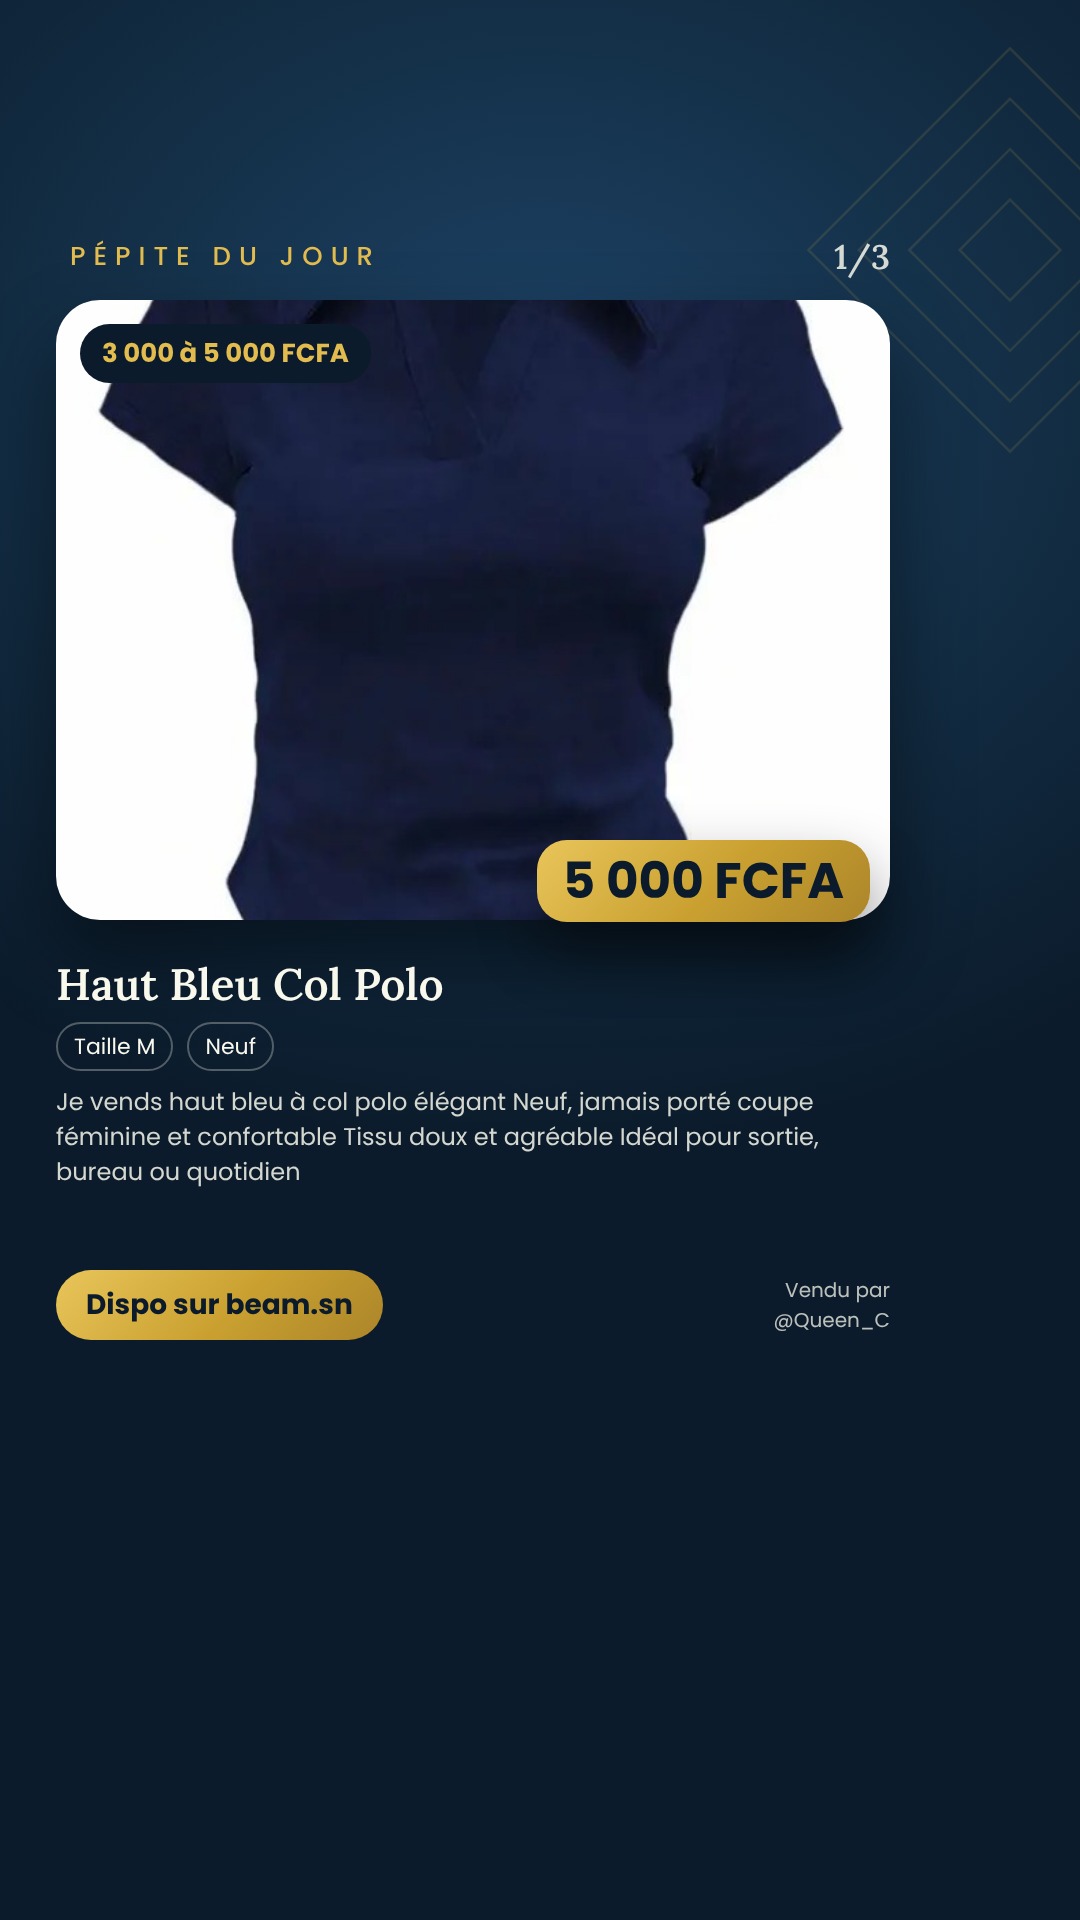 PÉPITE DU JOUR
1/3
3 000 à 5 000 FCFA
5 000 FCFA
Haut Bleu Col Polo
Taille M
Neuf
Je vends haut bleu à col polo élégant Neuf, jamais porté coupe
féminine et confortable Tissu doux et agréable Idéal pour sortie,
bureau ou quotidien
Dispo sur beam.sn
Vendu par
@Queen_C